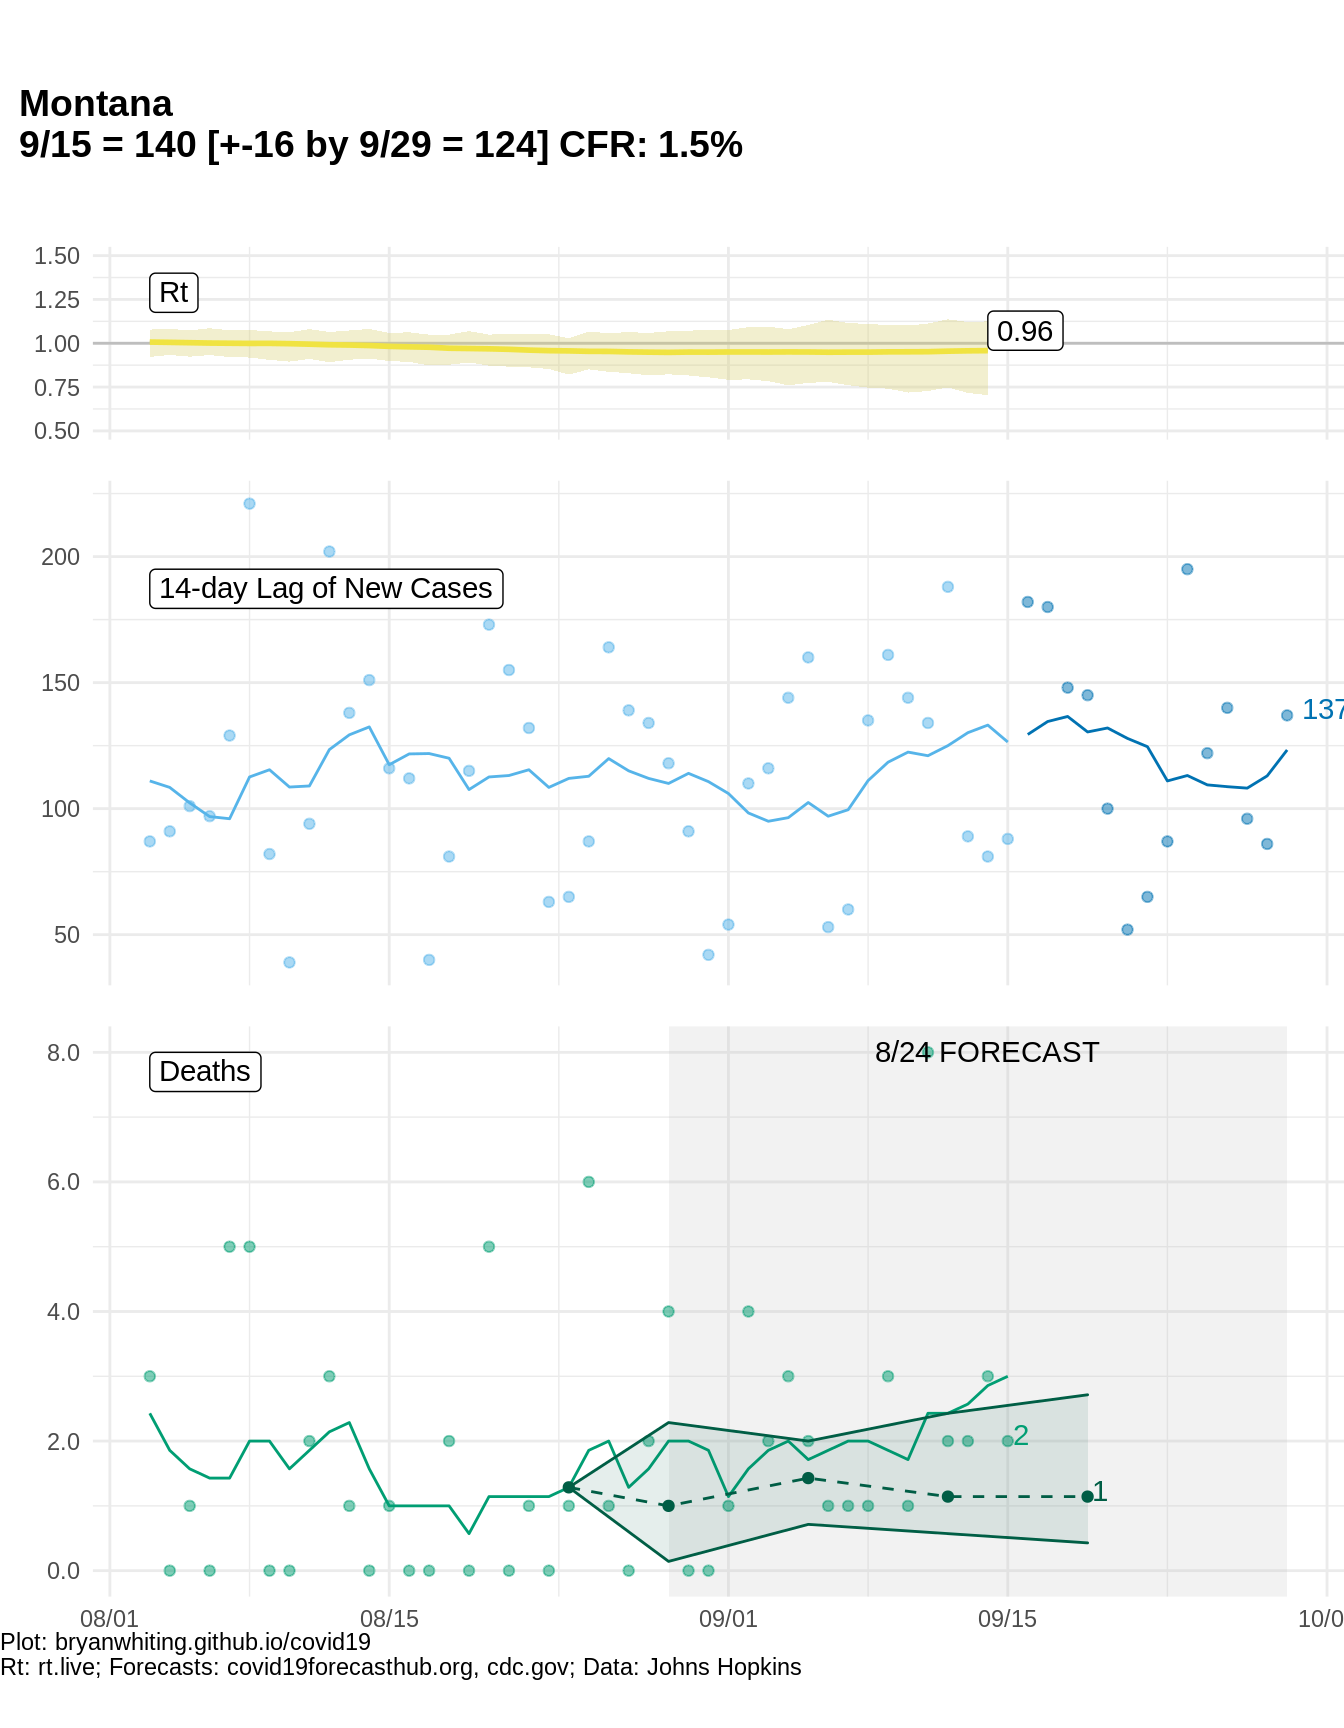 Montana
9/15 = 140 [+-16 by 9/29 = 124] CFR: 1.5%
1.50
1.25
1.00
0.75
0.50
Rt
0.96
200
150
100
50
14-day Lag of New Cases
137
8.0
6.0
4.0
2.0
0.0
Deaths
8/24 FORECAST
2
1
08/01
08/15
09/01
09/15
10/0
Plot: bryanwhiting.github.io/covid19
Rt: rt.live; Forecasts: covid19forecasthub.org, cdc.gov; Data: Johns Hopkins